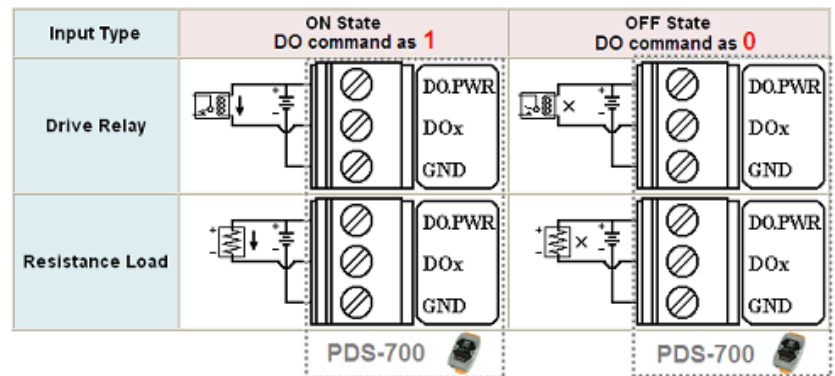 Input Type
ON State
DO command as 1
OFF State
DO command as 0
Drive Relay
+
-
DO.PWR
DOx
GND
×
+
-
DO.PWR
DOx
GND
Resistance Load
+
-
+
-
DO.PWR
DOx
GND
+
-
×
+
-
DO.PWR
DOx
GND
PDS-700
PDS-700